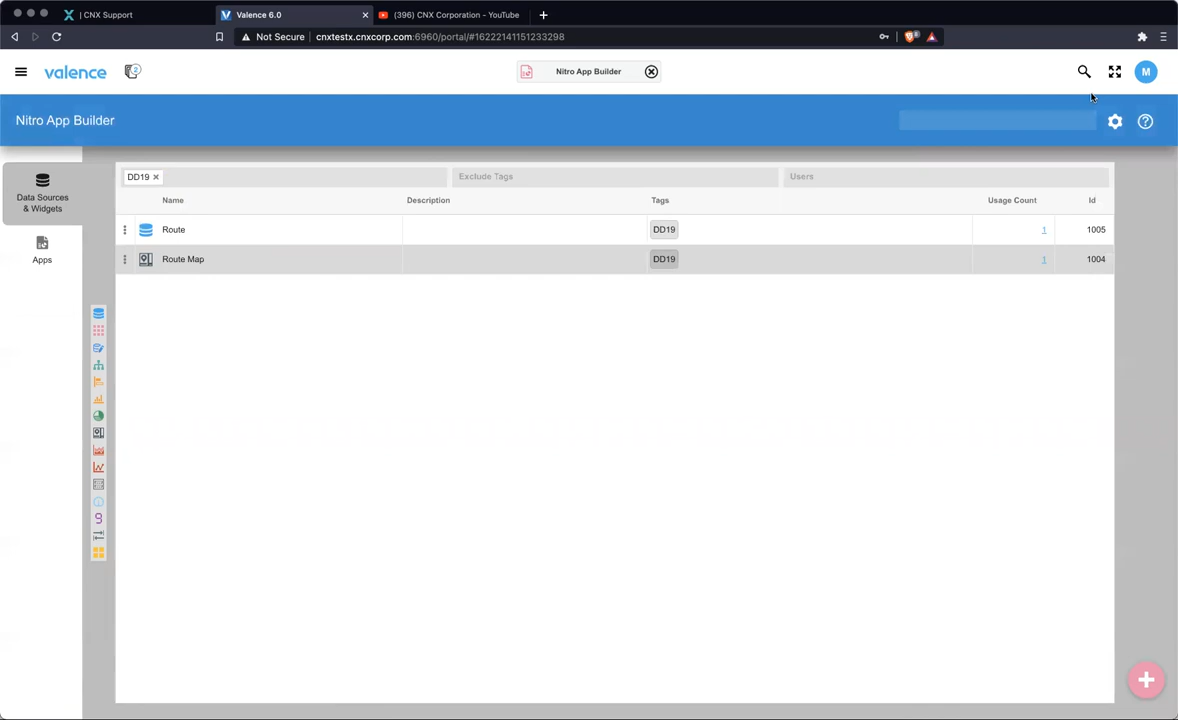 | CNX Support
Valence 6.0
(396) CNX Corporation - YouTube
Not Secure | cnxtestx.cnxcorp.com:6960/portal/#16222141151233298
valence
2
Nitro App Builder
M
Nitro App Builder
Data Sources
& Widgets
Apps
DD19
Exclude Tags
Users
Name
Description
Tags
Usage Count
Id
Route
DD19
1
1005
Route Map
DD19
1
1004